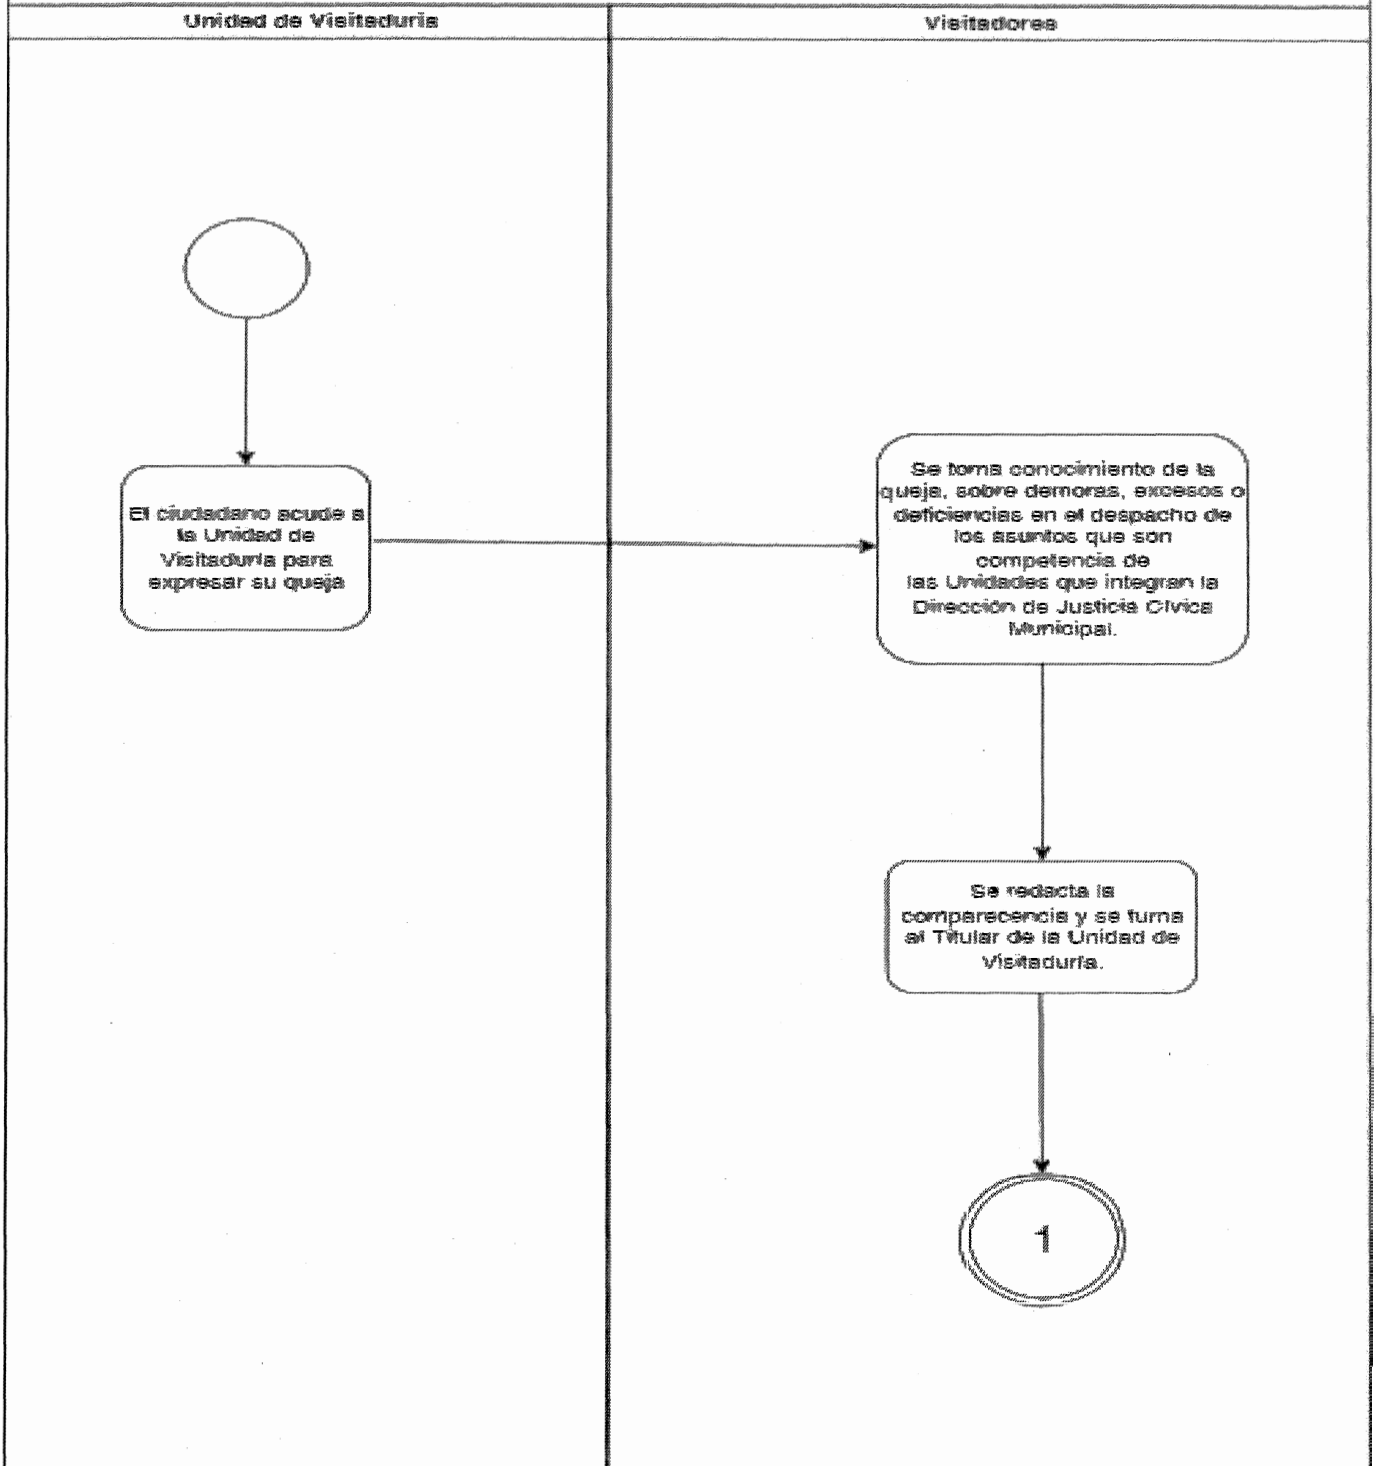 Unidad de Visitaduría
Visitadores
El ciudadano acude a
la Unidad de
Visitaduría para
expresar su queja
Se toma conocimiento de la
queja, sobre demoras, excesos o
deficiencias en el despacho de
los asuntos que son
competencia de
las Unidades que integran la
Dirección de Justicia Cívica
Municipal.
Se redacta la
comparecencia y se turna
al Titular de la Unidad de
Visitaduría.
1